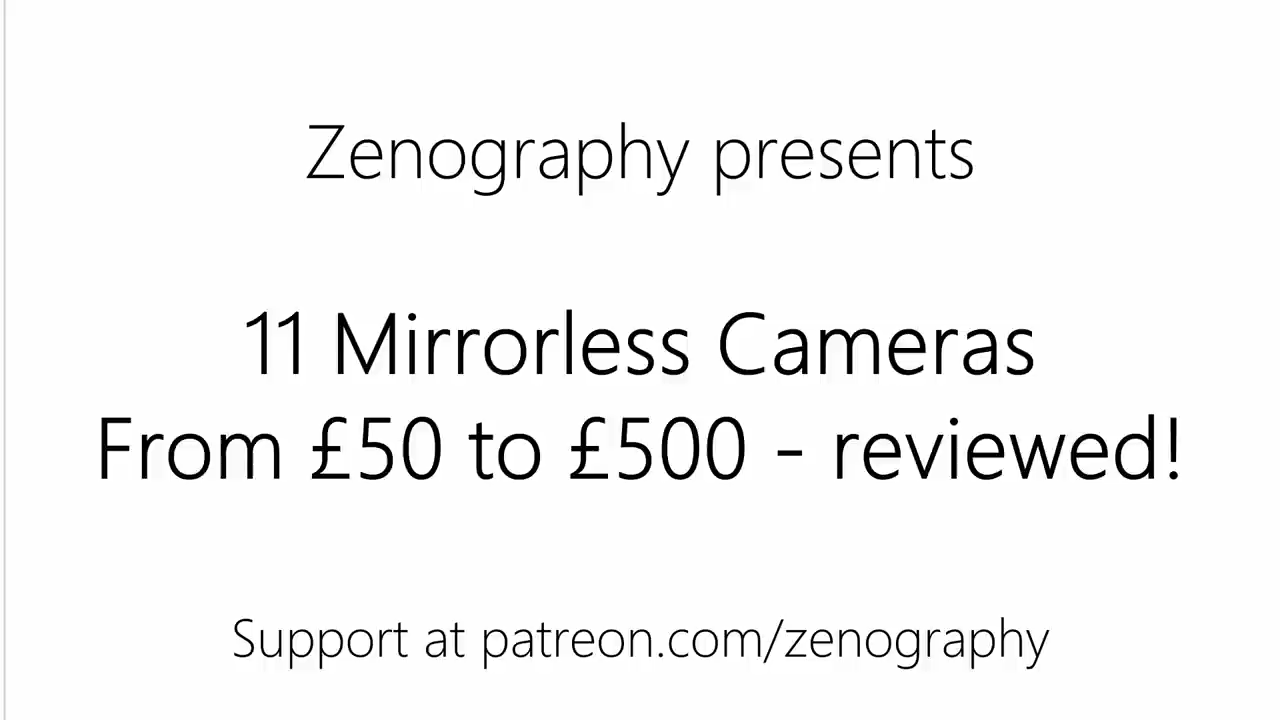 Zenography presents
11 Mirrorless Cameras
From £50 to £500 - reviewed!
Support at patreon.com/zenography